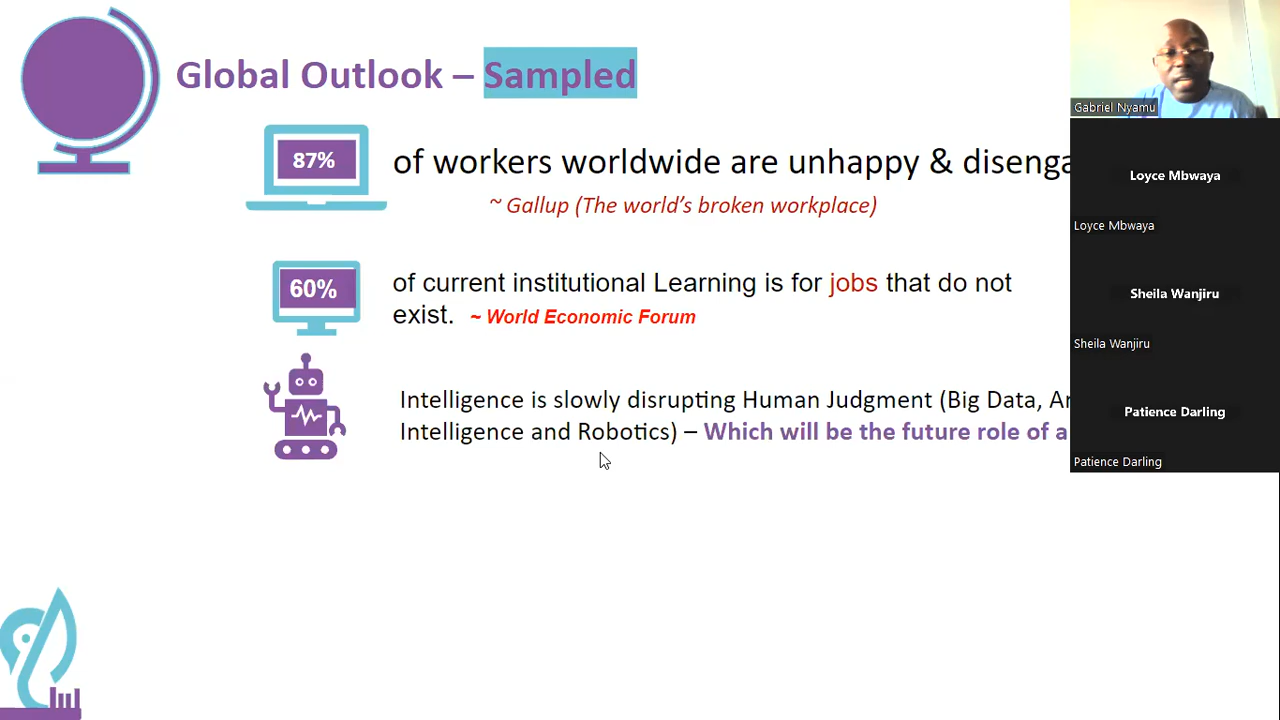 Global Outlook – Sampled
87%
of workers worldwide are unhappy & disenga
~ Gallup (The world's broken workplace)
60%
of current institutional Learning is for jobs that do not
exist. ~ World Economic Forum
Intelligence is slowly disrupting Human Judgment (Big Data,
Intelligence and Robotics) – Which will be the future role of a
Gabriel Nyamu
Loyce Mbwaya
Loyce Mbwaya
Sheila Wanjiru
Sheila Wanjiru
Patience Darling
Patience Darling